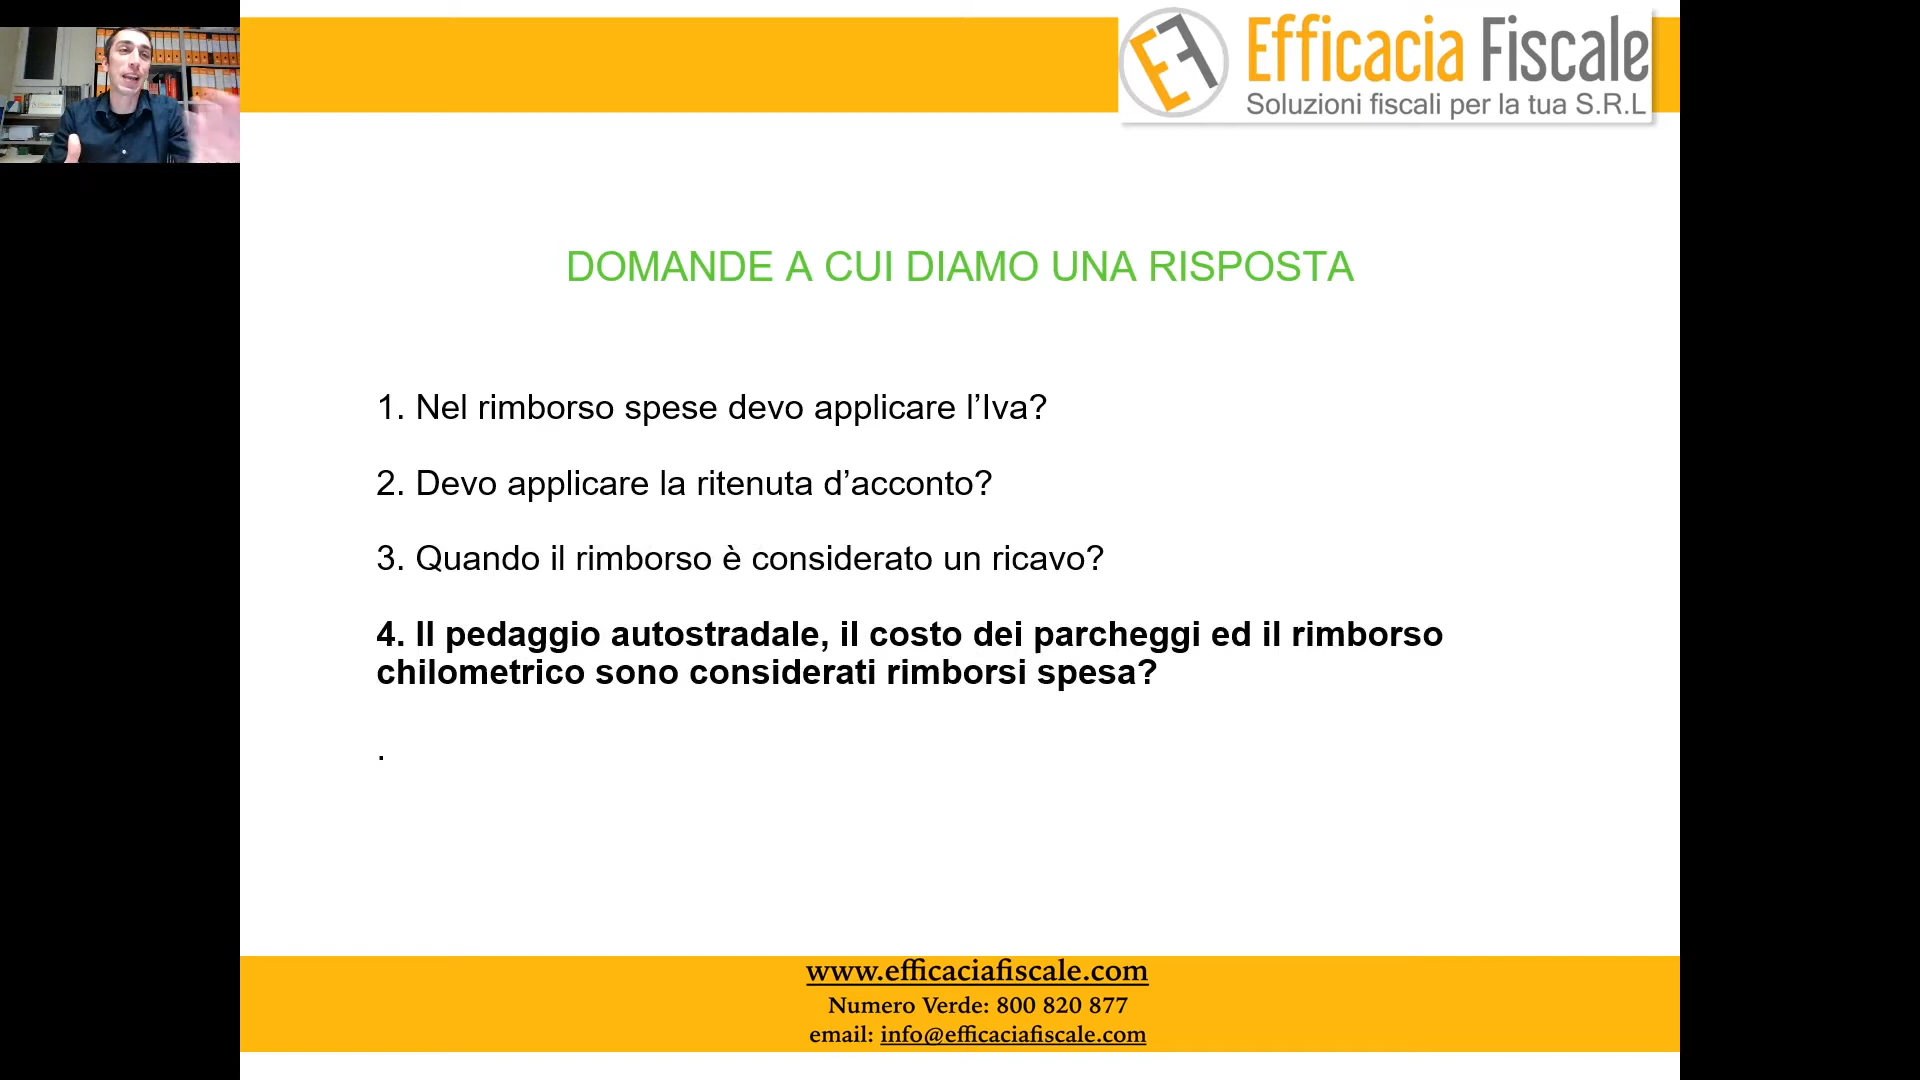 EF
Efficacia Fiscale
Soluzioni fiscali per la tua S.R.L
DOMANDE A CUI DIAMO UNA RISPOSTA
1. Nel rimborso spese devo applicare l’Iva?
2. Devo applicare la ritenuta d’acconto?
3. Quando il rimborso è considerato un ricavo?
4. Il pedaggio autostradale, il costo dei parcheggi ed il rimborso
chilometrico sono considerati rimborsi spesa?
.
www.efficaciafiscale.com
Numero Verde: 800 820 877
email: info@efficaciafiscale.com